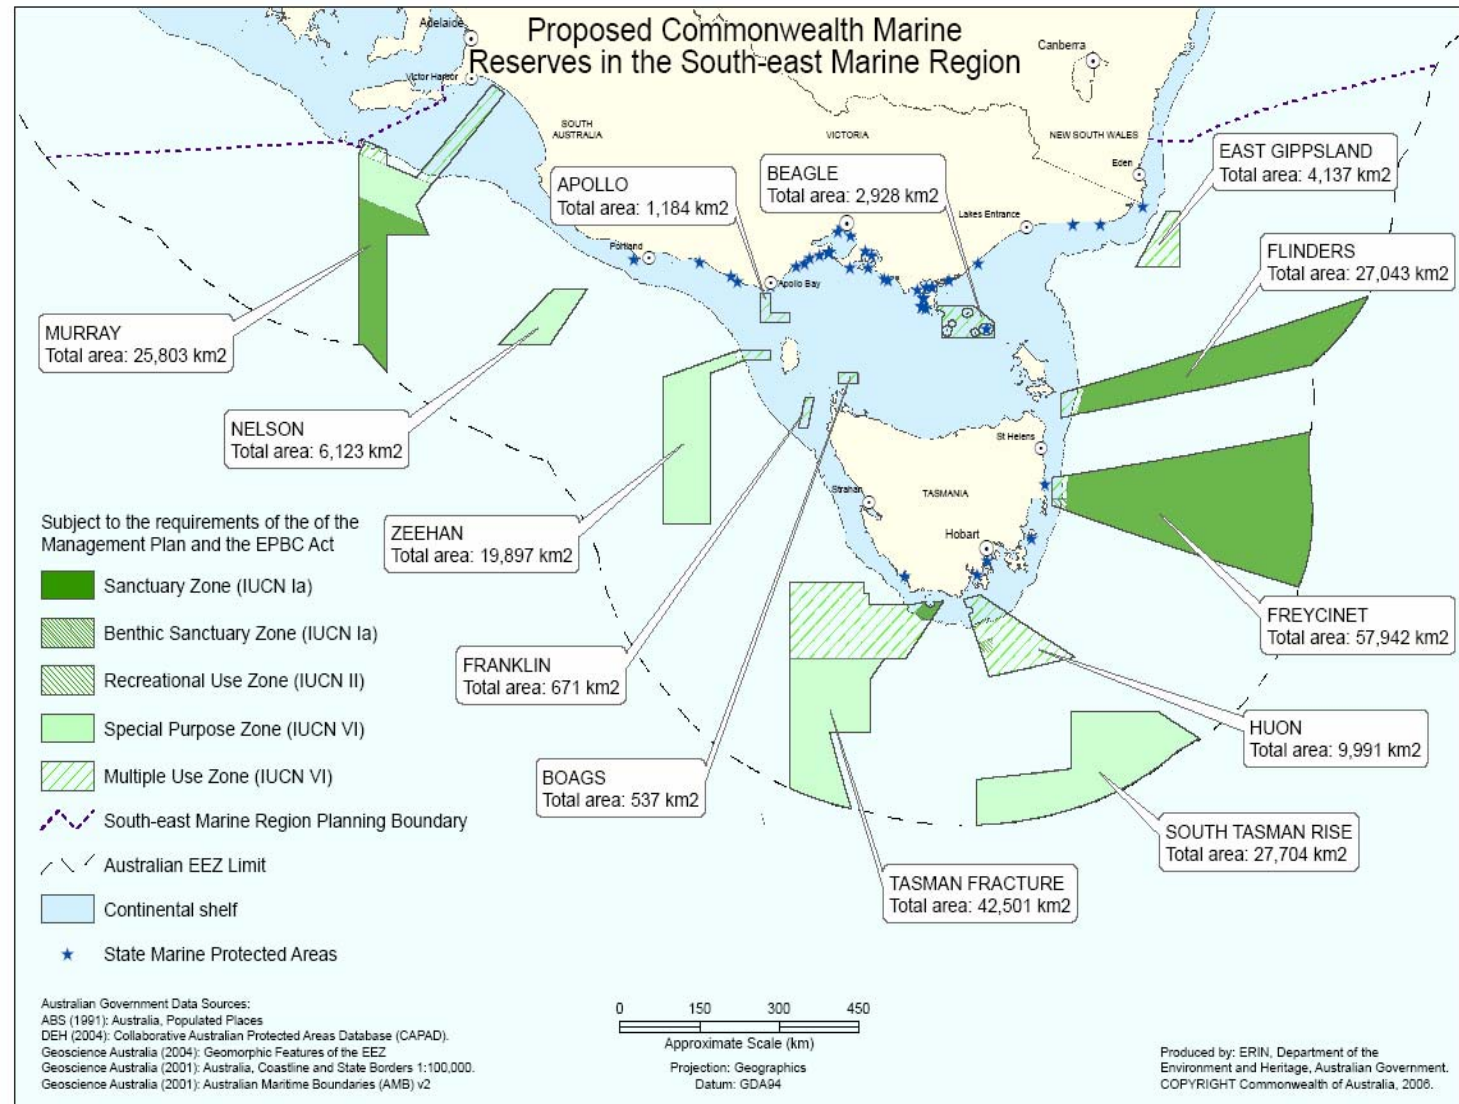 Proposed Commonwealth Marine
Reserves in the South-east Marine Region
Adelaide
Victor Harbor
Canberra
SOUTH
AUSTRALIA
VICTORIA
NEW SOUTH WALES
Eden
EAST GIPPSLAND
Total area: 4,137 km2
BEAGLE
Total area: 2,928 km2
APOLLO
Total area: 1,184 km2
Lakes Entrance
Portland
Apollo Bay
FLINDERS
Total area: 27,043 km2
MURRAY
Total area: 25,803 km2
NELSON
Total area: 6,123 km2
St Helens
Strahan
TASMANIA
Hobart
ZEEHAN
Total area: 19,897 km2
FREYCINET
Total area: 57,942 km2
FRANKLIN
Total area: 671 km2
HUON
Total area: 9,991 km2
BOAGS
Total area: 537 km2
SOUTH TASMAN RISE
Total area: 27,704 km2
TASMAN FRACTURE
Total area: 42,501 km2
Subject to the requirements of the of the
Management Plan and the EPBC Act
Sanctuary Zone (IUCN Ia)
Benthic Sanctuary Zone (IUCN Ia)
Recreational Use Zone (IUCN II)
Special Purpose Zone (IUCN VI)
Multiple Use Zone (IUCN VI)
South-east Marine Region Planning Boundary
Australian EEZ Limit
Continental shelf
State Marine Protected Areas
Australian Government Data Sources:
ABS (1991): Australia, Populated Places
DEH (2004): Collaborative Australian Protected Areas Database (CAPAD).
Geoscience Australia (2004): Geomorphic Features of the EEZ
Geoscience Australia (2001): Australia, Coastline and State Borders 1:100,000.
Geoscience Australia (2001): Australian Maritime Boundaries (AMB) v2
0 150 300 450
Approximate Scale (km)
Projection: Geographics
Datum: GDA94
Produced by: ERIN, Department of the
Environment and Heritage, Australian Government.
COPYRIGHT Commonwealth of Australia, 2006.